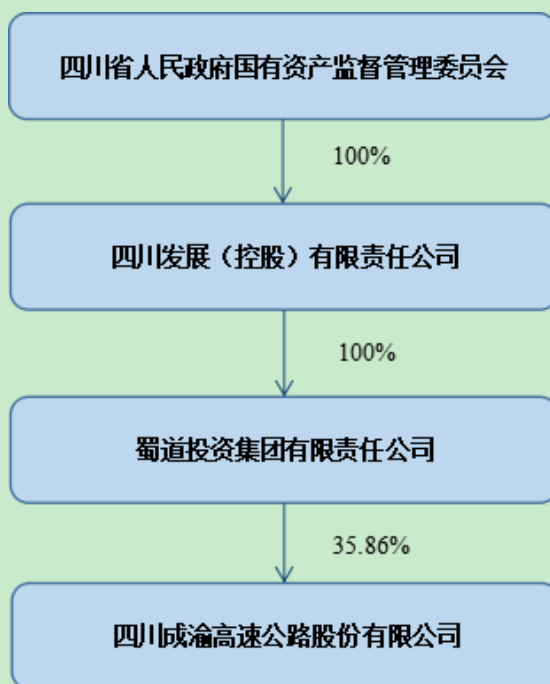 四川省人民政府国有资产监督管理委员会
100%
四川发展（控股）有限责任公司
100%
蜀道投资集团有限责任公司
35.86%
四川成渝高速公路股份有限公司